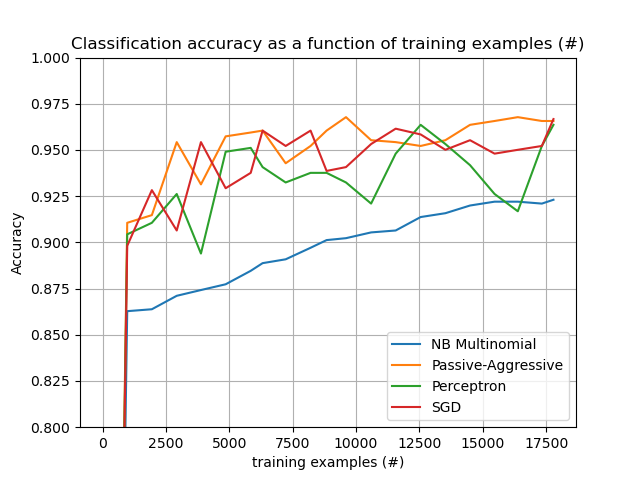 Classification accuracy as a function of training examples (#)
1.000
0.975
0.950
0.925
0.900
0.875
0.850
0.825
0.800
Accuracy
NB Multinomial
Passive-Aggressive
Perceptron
SGD
0 2500 5000 7500 10000 12500 15000 17500
training examples (#)